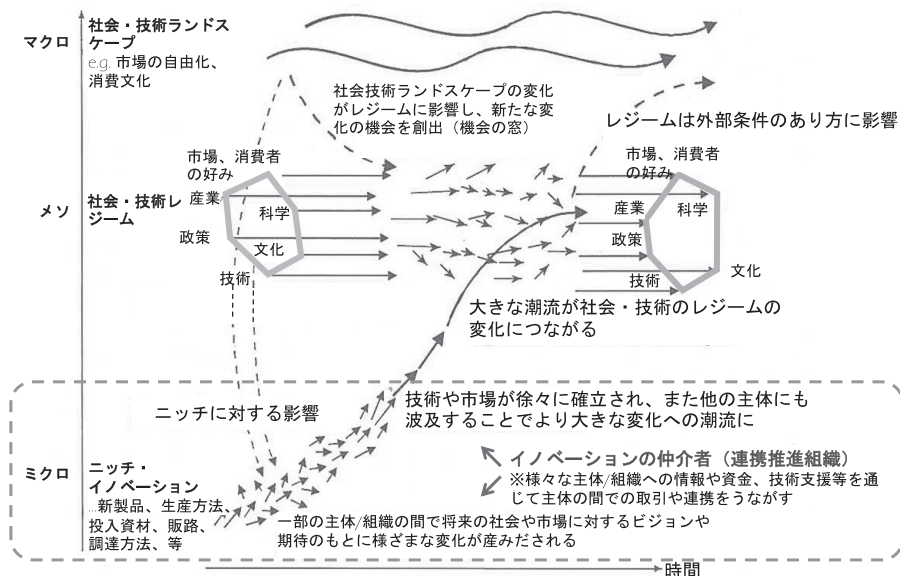 マクロ
社会・技術ランドス
ケープ
e.g. 市場の自由化、
消費文化
社会技術ランドスケープの変化
がレジームに影響し、新たな変
化の機会を創出（機会の窓）
レジームは外部条件のあり方に影響
メソ
社会・技術レ
ジーム
市場、消費者
の好み
産業
科学
政策
文化
技術
市場、消費者
の好み
産業
科学
政策
文化
技術
大きな潮流が社会・技術のレジームの
変化につながる
ニッチに対する影響
技術や市場が徐々に確立され、また他の主体にも
波及することでより大きな変化への潮流に
イノベーションの仲介者（連携推進組織）
※様々な主体/組織への情報や資金、技術支援等を通
じて主体の間での取引や連携をうながす
ミクロ
ニッチ・
イノベーション
...新製品、生産方法、
投入資材、販路、
調達方法、等
一部の主体/組織の間で将来の社会や市場に対するビジョンや
期待のもとに様ざまな変化が産みだされる
時間